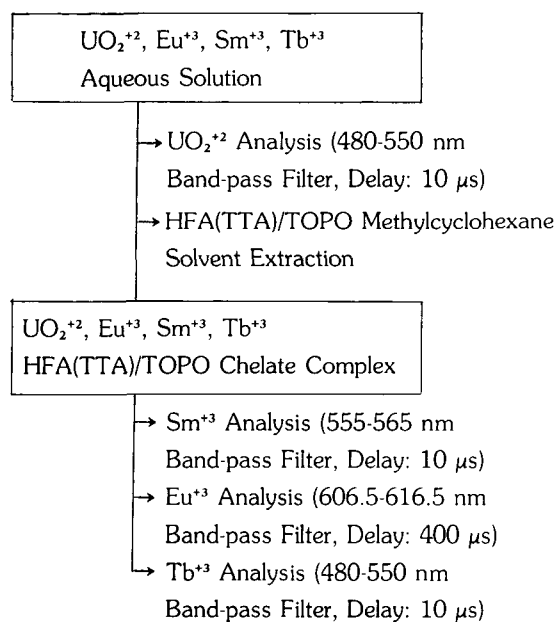 UO₂⁺², Eu⁺³, Sm⁺³, Tb⁺³
Aqueous Solution
→UO₂⁺² Analysis (480-550 nm
Band-pass Filter, Delay: 10 μs)
→HFA(TTA)/TOPO Methylcyclohexane
Solvent Extraction
UO₂⁺², Eu⁺³, Sm⁺³, Tb⁺³
HFA(TTA)/TOPO Chelate Complex
→ Sm⁺³ Analysis (555-565 nm
Band-pass Filter, Delay: 10 μs)
→ Eu⁺³ Analysis (606.5-616.5 nm
Band-pass Filter, Delay: 400 μs)
→ Tb⁺³ Analysis (480-550 nm
Band-pass Filter, Delay: 10 μs)